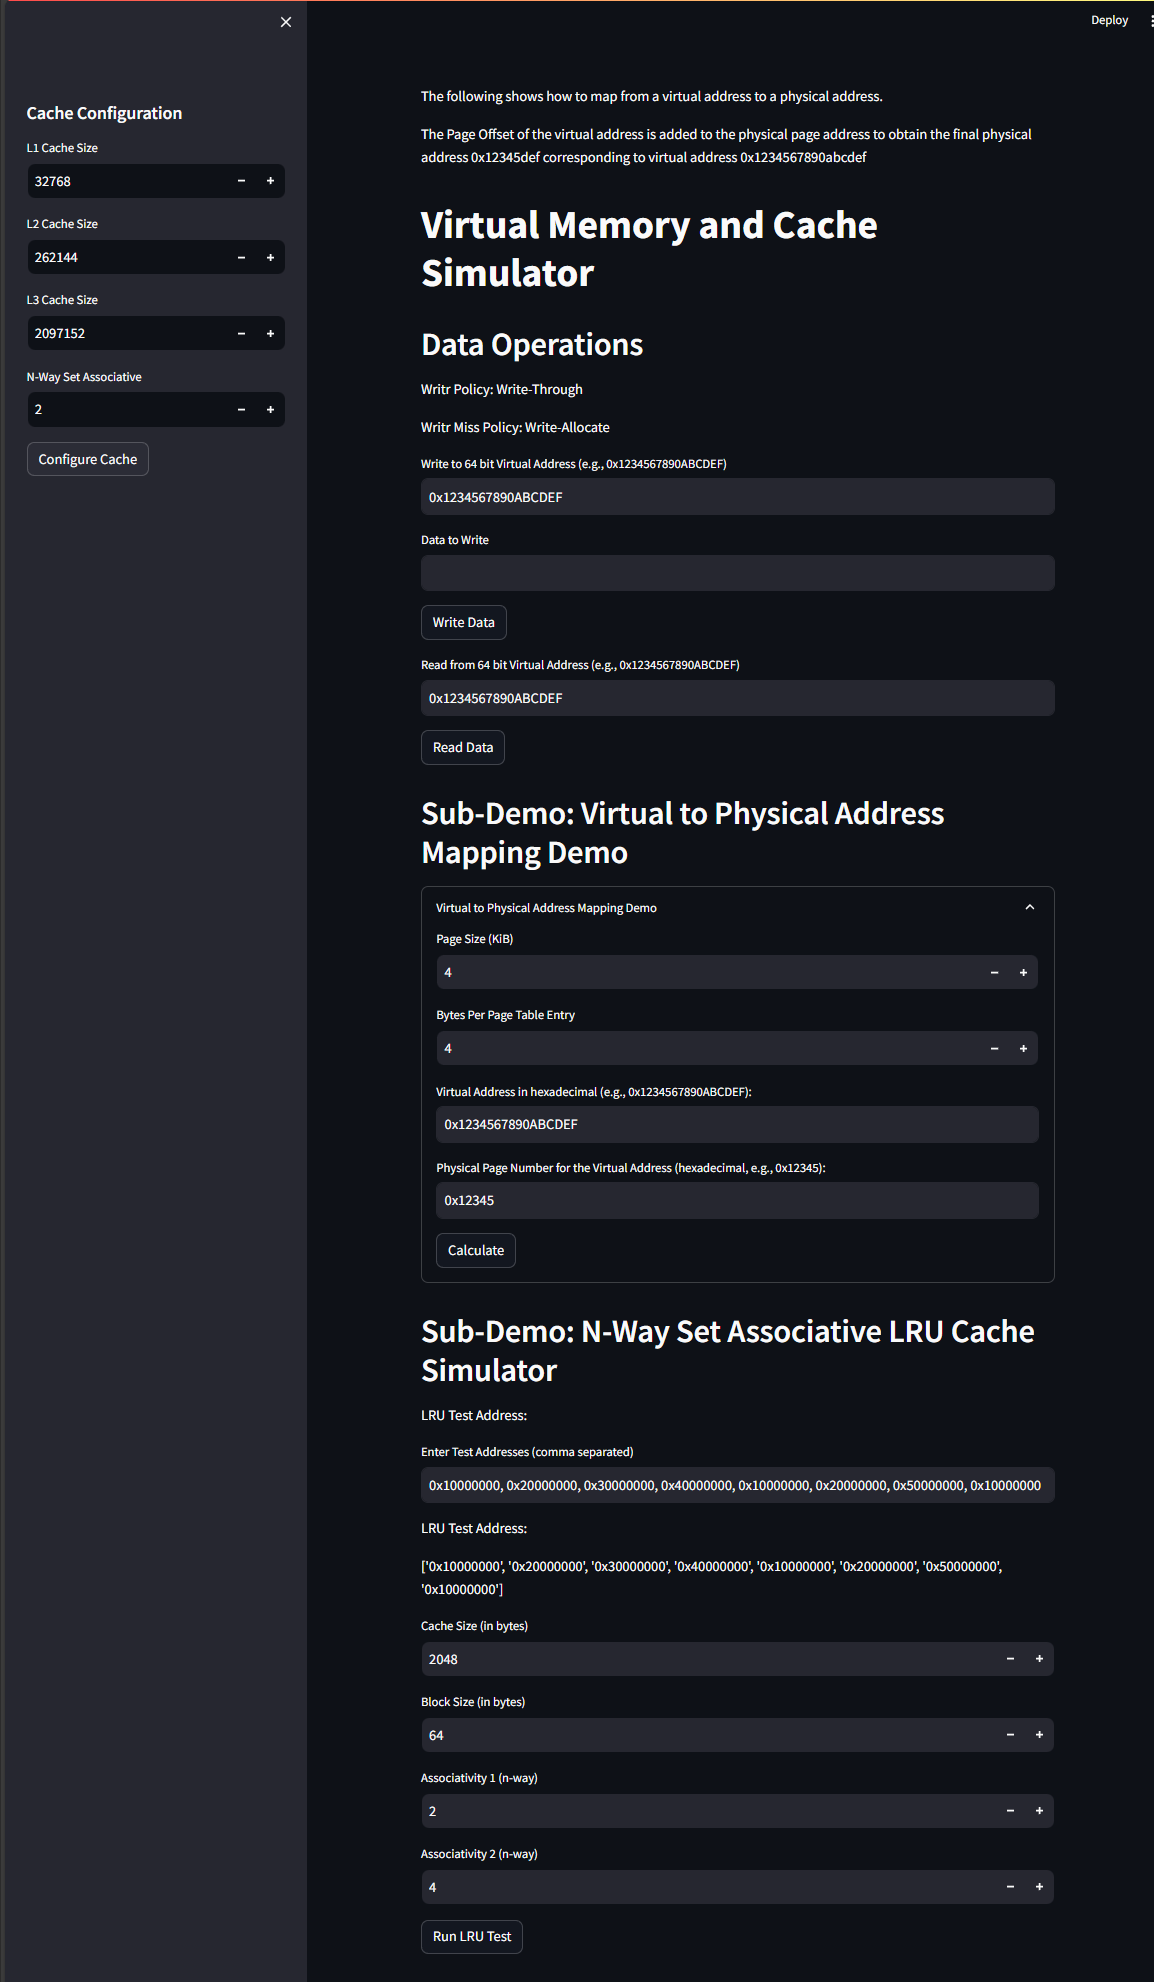 Deploy
Cache Configuration
L1 Cache Size
32768
L2 Cache Size
262144
L3 Cache Size
2097152
N-Way Set Associative
2
Configure Cache
The following shows how to map from a virtual address to a physical address.
The Page Offset of the virtual address is added to the physical page address to obtain the final physical
address 0x12345def corresponding to virtual address 0x1234567890abcdef
Virtual Memory and Cache
Simulator
Data Operations
Writr Policy: Write-Through
Writr Miss Policy: Write-Allocate
Write to 64 bit Virtual Address (e.g., 0x1234567890ABCDEF)
0x1234567890ABCDEF
Data to Write
Write Data
Read from 64 bit Virtual Address (e.g., 0x1234567890ABCDEF)
0x1234567890ABCDEF
Read Data
Sub-Demo: Virtual to Physical Address
Mapping Demo
Virtual to Physical Address Mapping Demo
Page Size (KiB)
4
Bytes Per Page Table Entry
4
Virtual Address in hexadecimal (e.g., 0x1234567890ABCDEF):
0x1234567890ABCDEF
Physical Page Number for the Virtual Address (hexadecimal, e.g., 0x12345):
0x12345
Calculate
Sub-Demo: N-Way Set Associative LRU Cache
Simulator
LRU Test Address:
Enter Test Addresses (comma separated)
0x10000000, 0x20000000, 0x30000000, 0x40000000, 0x10000000, 0x20000000, 0x50000000, 0x10000000
LRU Test Address:
['0x10000000', '0x20000000', '0x30000000', '0x40000000', '0x10000000', '0x20000000', '0x50000000',
'0x10000000']
Cache Size (in bytes)
2048
Block Size (in bytes)
64
Associativity 1 (n-way)
2
Associativity 2 (n-way)
4
Run LRU Test